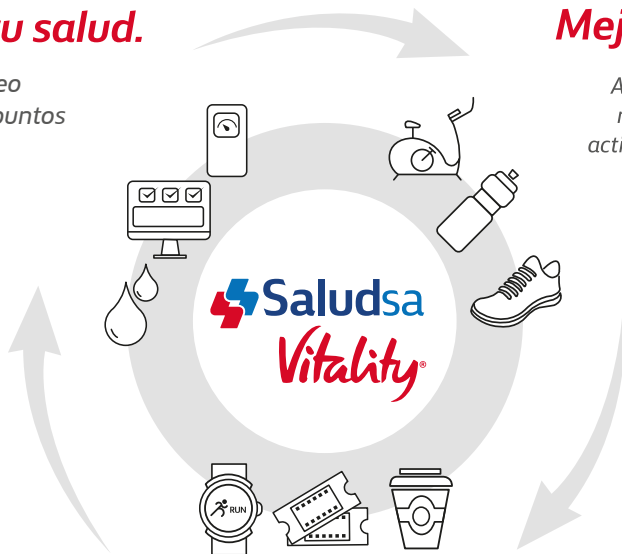 u salud.
Mej
eo
puntos
A
acti
Saludsa
Vitality®
RUN